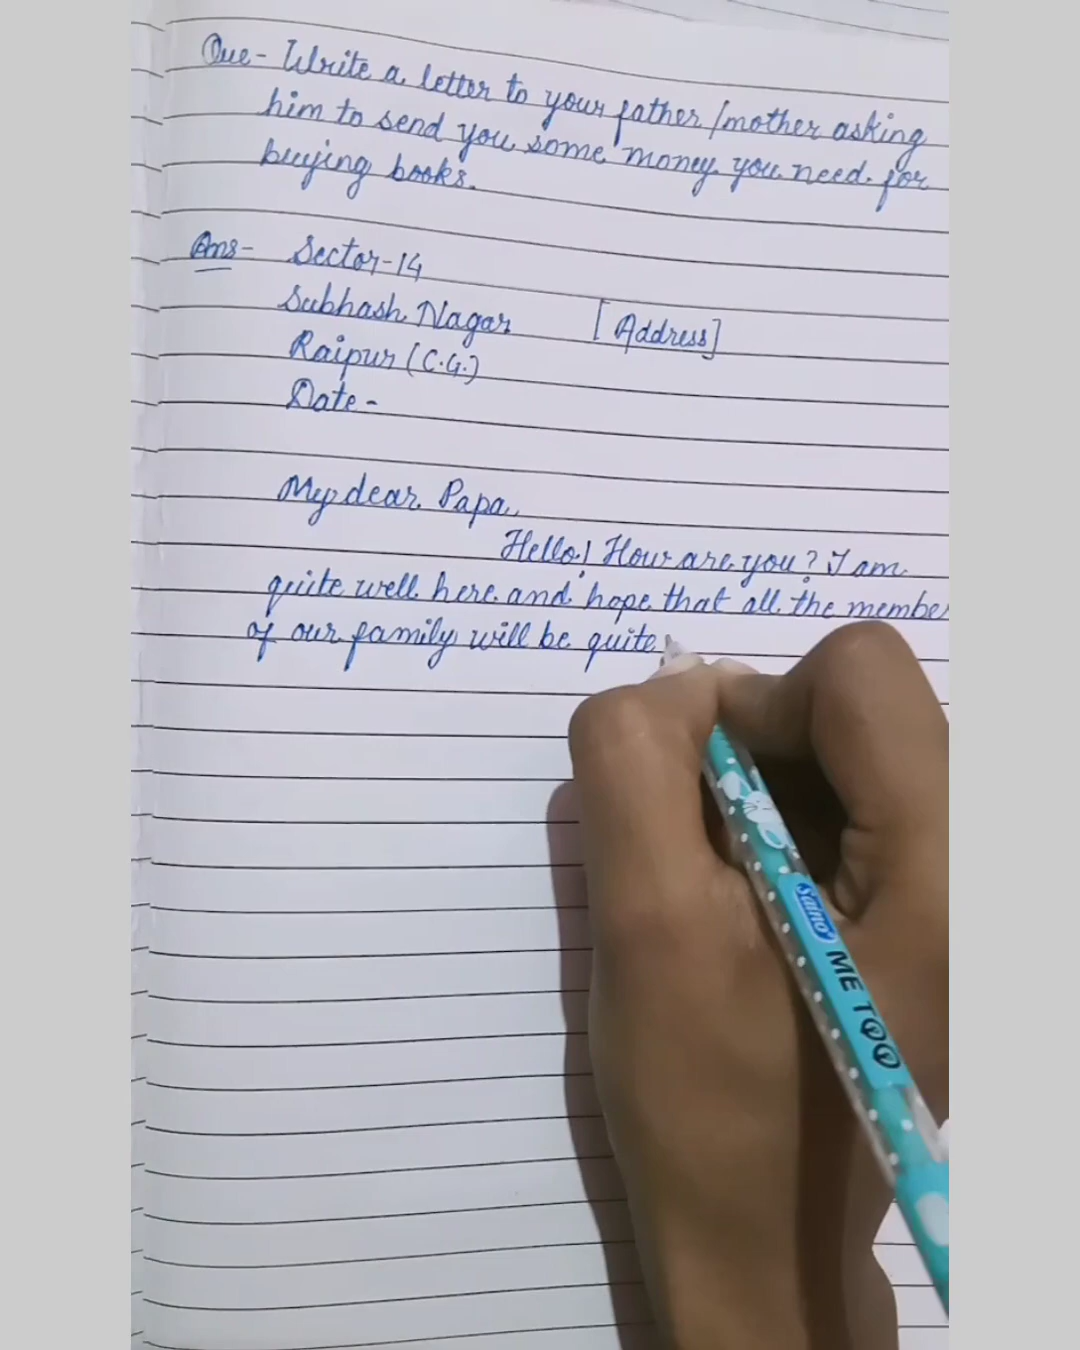 Que- Write a letter to your father/mother asking
him to send you some money you need for
buying books.
Ans- Sector-14
Subhash Nagar [Address]
Raipur (C.G.)
Date-
My dear Papa,
Hello! How are you? I am
quite well here and hope that all the membe
of our family will be quite
Saino ME TOO